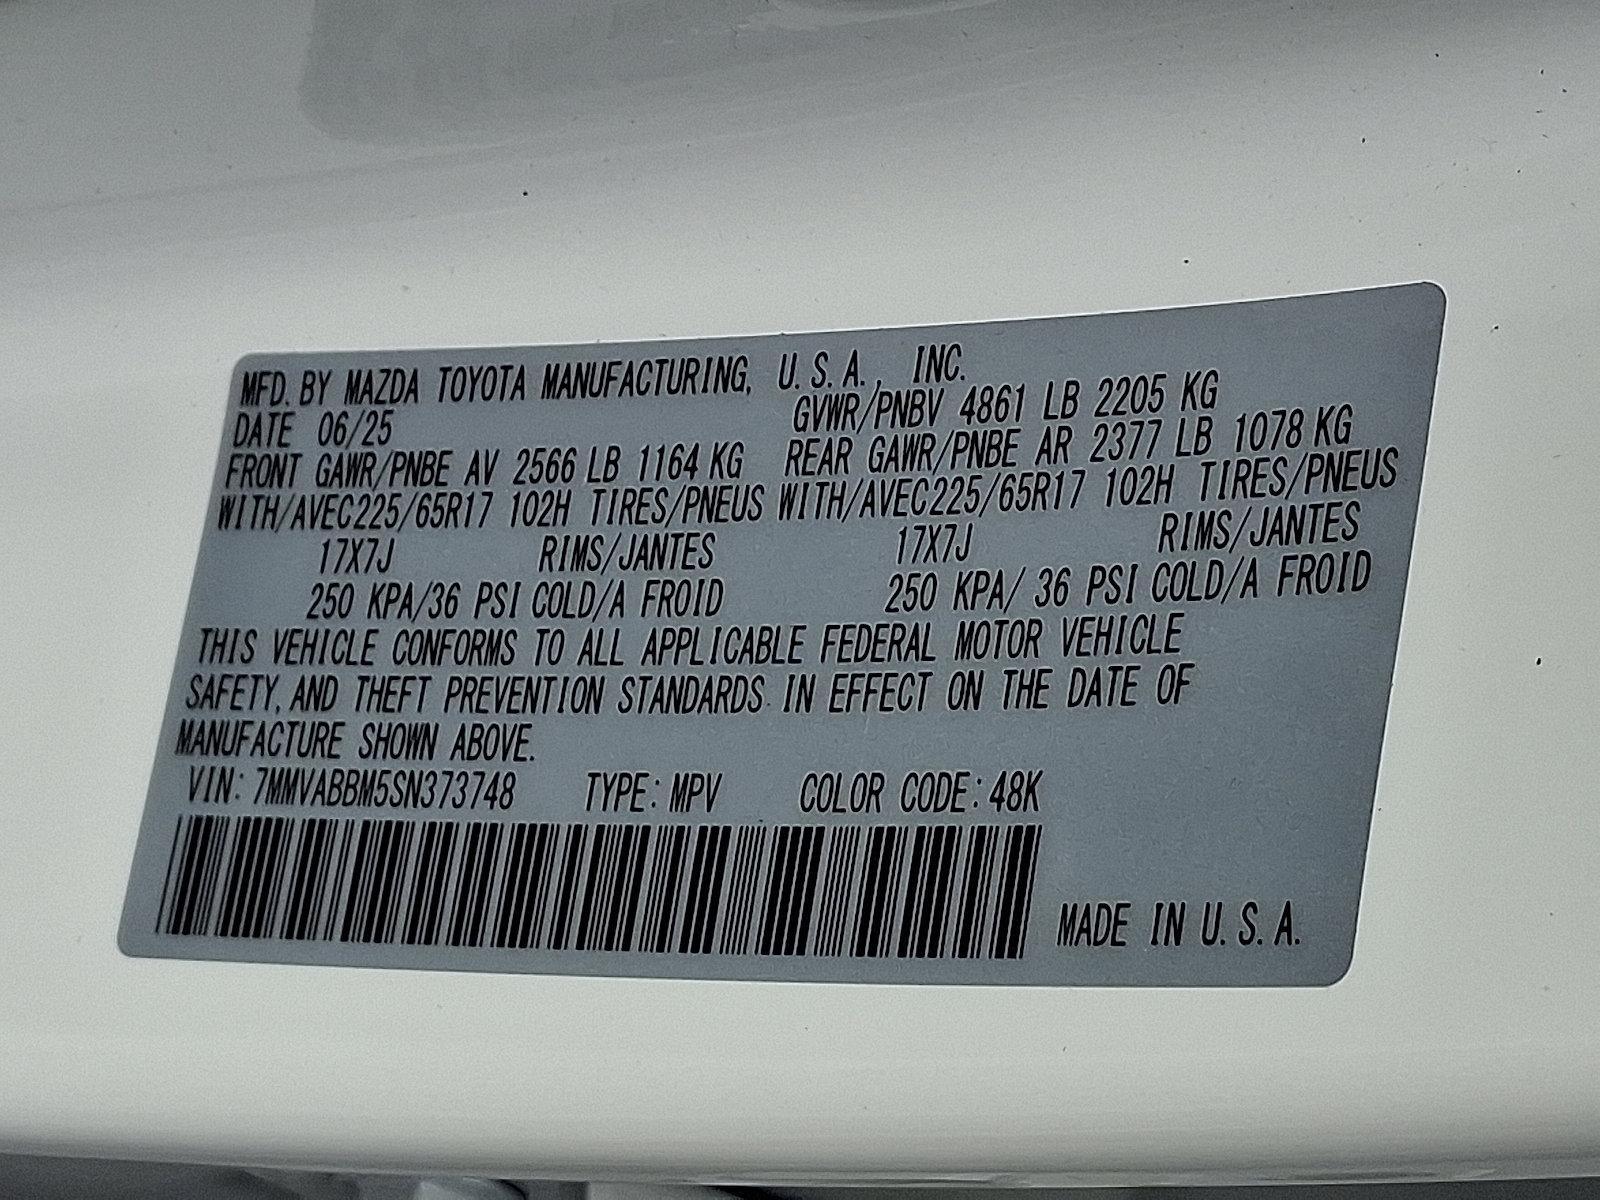 MFD. BY MAZDA TOYOTA MANUFACTURING, U.S.A., INC.
DATE 06/25 GVWR/PNBV 4861 LB 2205 KG
FRONT GAWR/PNBE AV 2566 LB 1164 KG REAR GAWR/PNBE AR 2377 LB 1078 KG
WITH/AVEC225/65R17 102H TIRES/PNEUS WITH/AVEC225/65R17 102H TIRES/PNEUS
17X7J RIMS/JANTES 17X7J RIMS/JANTES
250 KPA/36 PSI COLD/A FROID 250 KPA/ 36 PSI COLD/A FROID
THIS VEHICLE CONFORMS TO ALL APPLICABLE FEDERAL MOTOR VEHICLE
SAFETY, AND THEFT PREVENTION STANDARDS IN EFFECT ON THE DATE OF
MANUFACTURE SHOWN ABOVE.
VIN: 7MMVABBM5SN373748 TYPE: MPV COLOR CODE: 48K
MADE IN U.S.A.